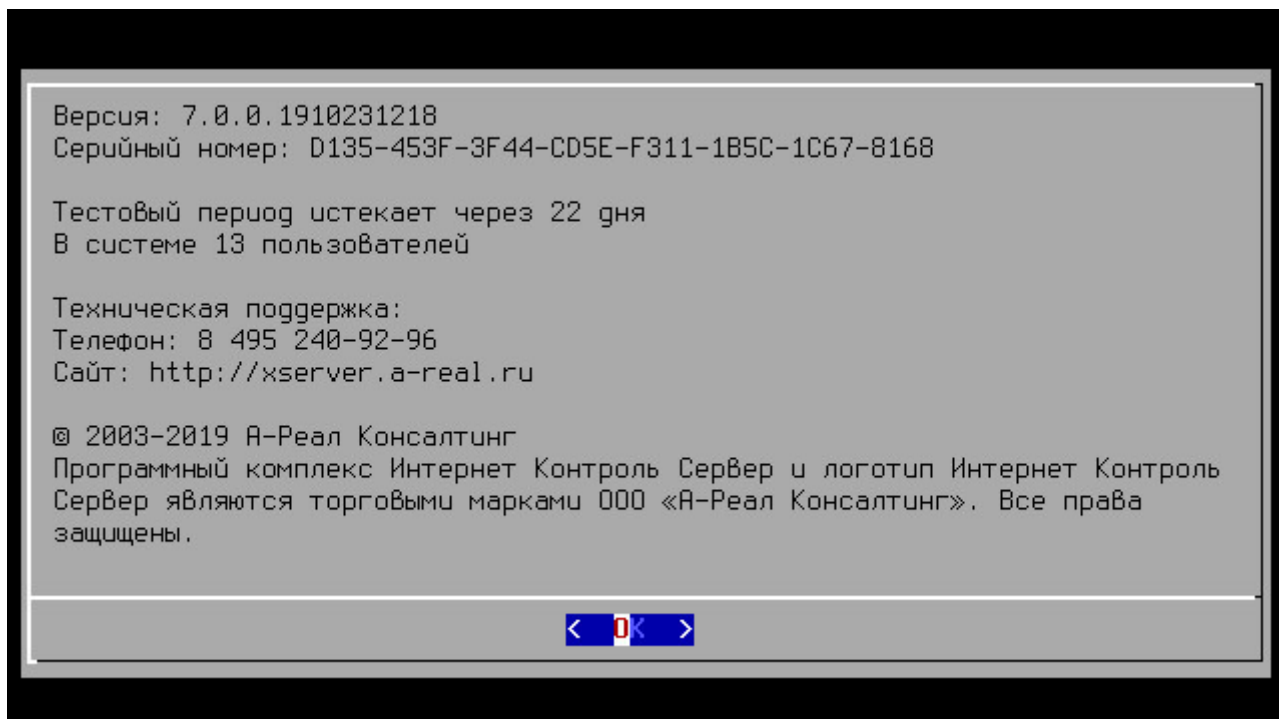 Версия: 7.0.0.1910231218
Серийный номер: D135-453F-3F44-CD5E-F311-1B5C-1C67-8168
Тестовый период истекает через 22 дня
В системе 13 пользователей
Техническая поддержка:
Телефон: 8 495 240-92-96
Сайт: http://xserver.a-real.ru
© 2003-2019 А-Реал Консалтинг
Программный комплекс Интернет Контроль Сервер и логотип Интернет Контроль
Сервер являются торговыми марками ООО «А-Реал Консалтинг». Все права
защищены.
< OK >